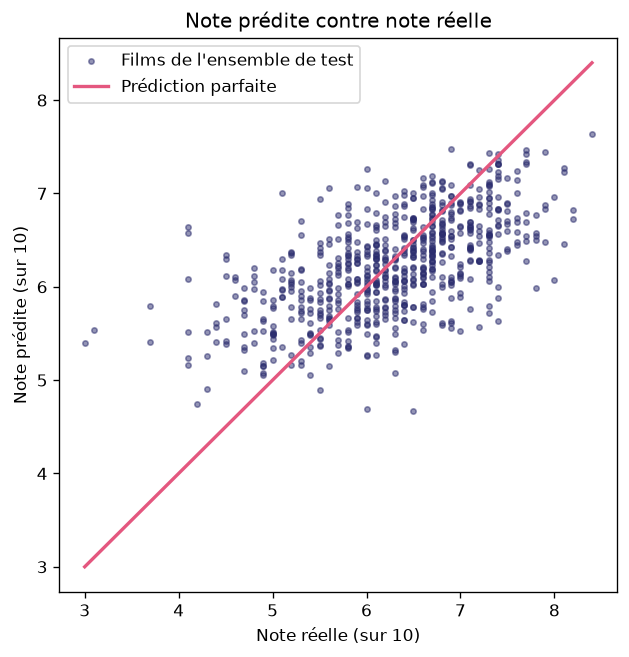 Note prédite contre note réelle
Films de l'ensemble de test
Prédiction parfaite
Note prédite (sur 10)
8
7
6
5
4
3
3
4
5
6
7
8
Note réelle (sur 10)